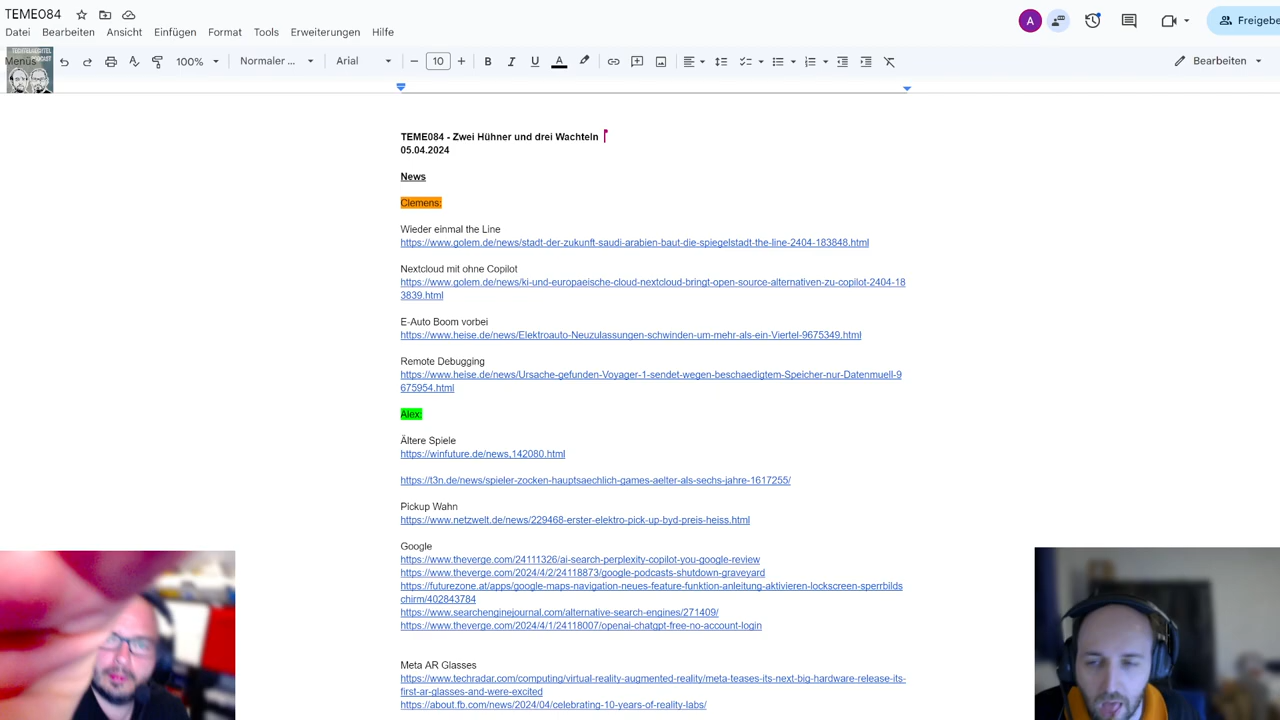 TEME084
Datei Bearbeiten Ansicht Einfügen Format Tools Erweiterungen Hilfe
A
Freigebe
Menüs
TECHTELMECHTEL
PODCAST
100% Normaler ... Arial 10 B I U A Bearbeiten
TEME084 - Zwei Hühner und drei Wachteln
05.04.2024
News
Clemens:
Wieder einmal the Line
https://www.golem.de/news/stadt-der-zukunft-saudi-arabien-baut-die-spiegelstadt-the-line-2404-183848.html
Nextcloud mit ohne Copilot
https://www.golem.de/news/ki-und-europaeische-cloud-nextcloud-bringt-open-source-alternativen-zu-copilot-2404-18
3839.html
E-Auto Boom vorbei
https://www.heise.de/news/Elektroauto-Neuzulassungen-schwinden-um-mehr-als-ein-Viertel-9675349.html
Remote Debugging
https://www.heise.de/news/Ursache-gefunden-Voyager-1-sendet-wegen-beschaedigtem-Speicher-nur-Datenmuell-9
675954.html
Alex:
Ältere Spiele
https://winfuture.de/news,142080.html
https://t3n.de/news/spieler-zocken-hauptsaechlich-games-aelter-als-sechs-jahre-1617255/
Pickup Wahn
https://www.netzwelt.de/news/229468-erster-elektro-pick-up-byd-preis-heiss.html
Google
https://www.theverge.com/24111326/ai-search-perplexity-copilot-you-google-review
https://www.theverge.com/2024/4/2/24118873/google-podcasts-shutdown-graveyard
https://futurezone.at/apps/google-maps-navigation-neues-feature-funktion-anleitung-aktivieren-lockscreen-sperrbilds
chirm/402843784
https://www.searchenginejournal.com/alternative-search-engines/271409/
https://www.theverge.com/2024/4/1/24118007/openai-chatgpt-free-no-account-login
Meta AR Glasses
https://www.techradar.com/computing/virtual-reality-augmented-reality/meta-teases-its-next-big-hardware-release-its-
first-ar-glasses-and-were-excited
https://about.fb.com/news/2024/04/celebrating-10-years-of-reality-labs/